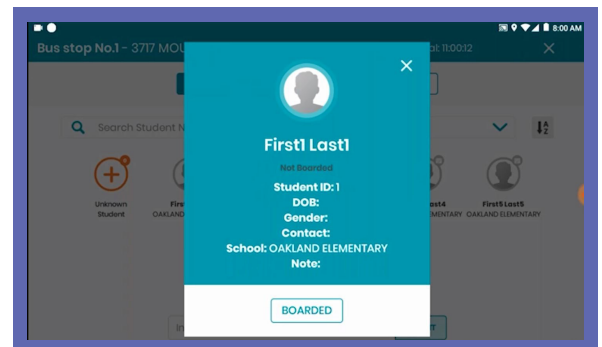 8:00 AM
Bus stop No.1 - 3717 MOU
al: 11:00:12
Search Student N
First1 Last1
Not Boarded
Student ID: 1
DOB:
Gender:
Contact:
School: OAKLAND ELEMENTARY
Note:
Unknown
Student
Firs
OAKLAND
ast4
EMENTARY
First5 Last5
OAKLAND ELEMENTARY
BOARDED